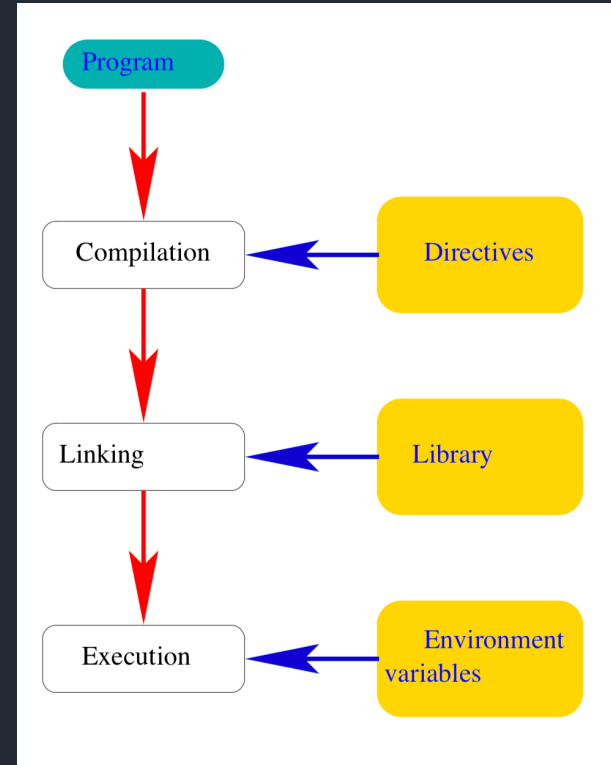 Program
Compilation
Directives
Linking
Library
Execution
Environment
variables